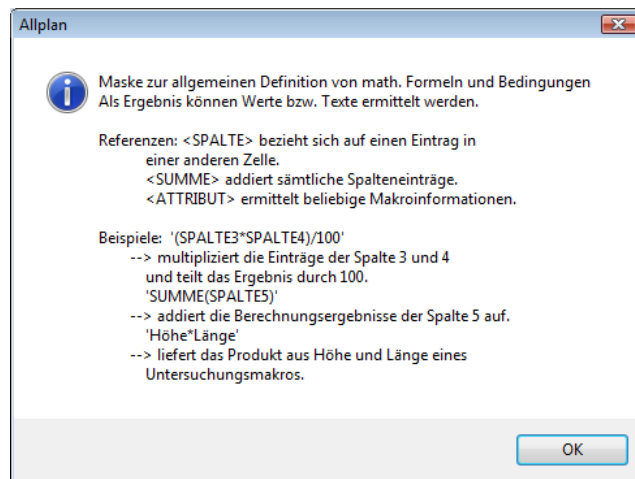 Allplan
Maske zur allgemeinen Definition von math. Formeln und Bedingungen
Als Ergebnis können Werte bzw. Texte ermittelt werden.
Referenzen: <SPALTE> bezieht sich auf einen Eintrag in
einer anderen Zelle.
<SUMME> addiert sämtliche Spalteneinträge.
<ATTRIBUT> ermittelt beliebige Makroinformationen.
Beispiele: '(SPALTE3*SPALTE4)/100'
--> multipliziert die Einträge der Spalte 3 und 4
und teilt das Ergebnis durch 100.
'SUMME(SPALTE5)'
--> addiert die Berechnungsergebnisse der Spalte 5 auf.
'Höhe*Länge'
--> liefert das Produkt aus Höhe und Länge eines
Untersuchungsmakros.
OK